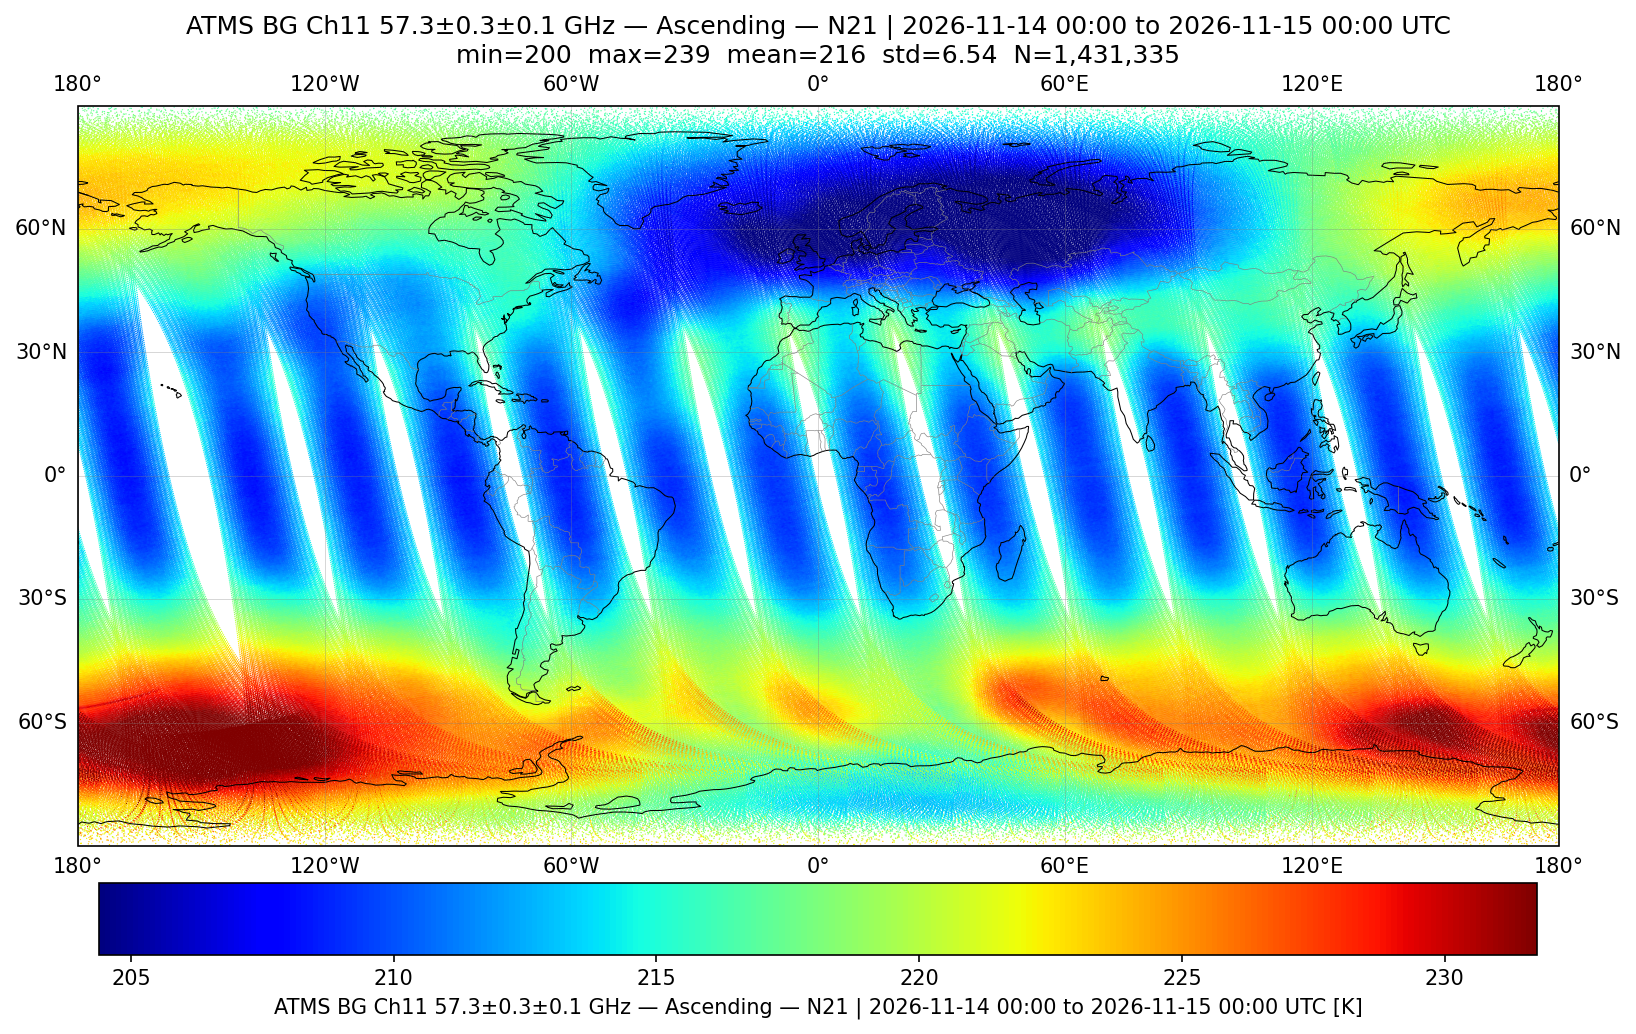 ATMS BG Ch11 57.3±0.3±0.1 GHz — Ascending — N21 | 2026-11-14 00:00 to 2026-11-15 00:00 UTC
min=200 max=239 mean=216 std=6.54 N=1,431,335
180° 120°W 60°W 0° 60°E 120°E 180°
60°N 60°N
30°N 30°N
0° 0°
30°S 30°S
60°S 60°S
180° 120°W 60°W 0° 60°E 120°E 180°
205 210 215 220 225 230
ATMS BG Ch11 57.3±0.3±0.1 GHz — Ascending — N21 | 2026-11-14 00:00 to 2026-11-15 00:00 UTC [K]